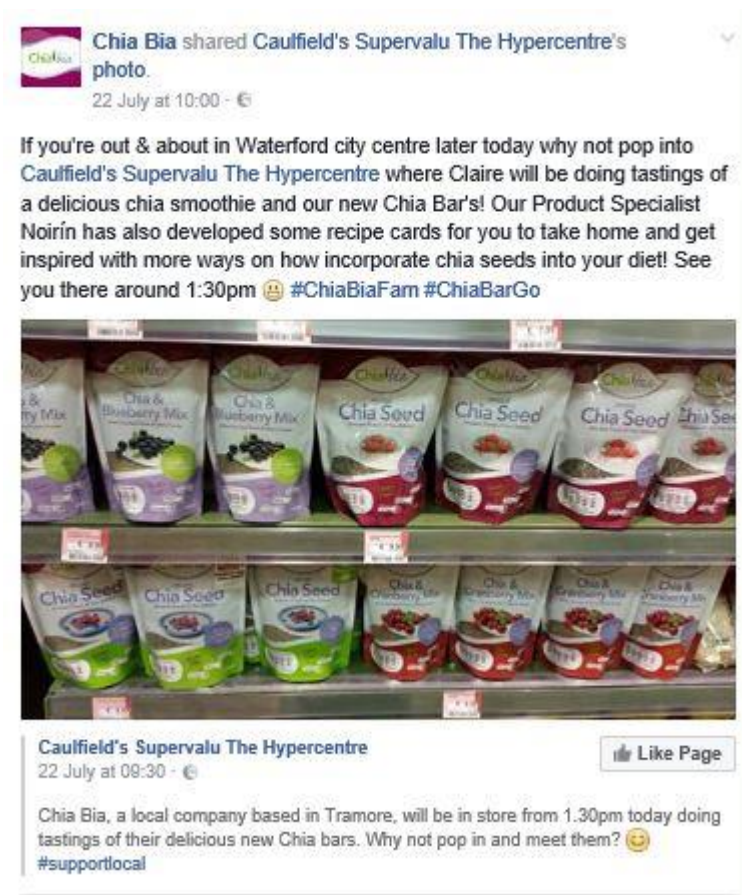 Chia Bia
Chia Bia shared Caulfield's Supervalu The Hypercentre's
photo.
22 July at 10:00 ·
If you're out & about in Waterford city centre later today why not pop into
Caulfield's Supervalu The Hypercentre where Claire will be doing tastings of
a delicious chia smoothie and our new Chia Bar's! Our Product Specialist
Noirín has also developed some recipe cards for you to take home and get
inspired with more ways on how incorporate chia seeds into your diet! See
you there around 1:30pm #ChiaBiaFam #ChiaBarGo
Chia & Blueberry Mix
Chia & Blueberry Mix
Chia Seed
Chia Seed
Chia Seed
Chia Seed
Chia Seed
Chia Seed
Chia & Cranberry Mix
Chia & Cranberry Mix
Chia & Cranberry Mix
Chia & Cranberry Mix
Caulfield's Supervalu The Hypercentre
Like Page
22 July at 09:30 ·
Chia Bia, a local company based in Tramore, will be in store from 1.30pm today doing
tastings of their delicious new Chia bars. Why not pop in and meet them?
#supportlocal